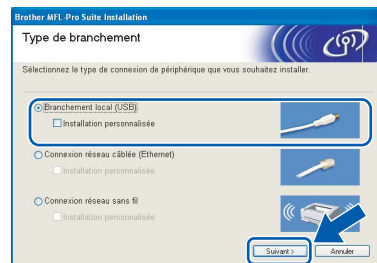 Brother MFL-Pro Suite Installation
Type de branchement
Sélectionnez le type de connexion de périphérique que vous souhaitez installer.
Branchement local (USB)
Installation personnalisée
Connexion réseau câblée (Ethernet)
Installation personnalisée
Connexion réseau sans fil
Installation personnalisée
Suivant >
Annuler